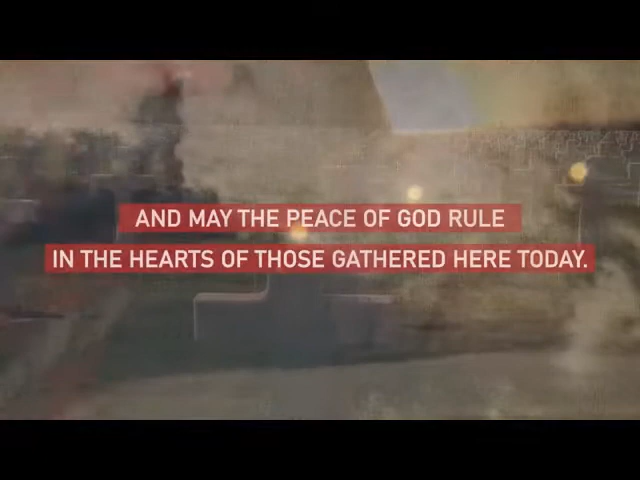 AND MAY THE PEACE OF GOD RULE
IN THE HEARTS OF THOSE GATHERED HERE TODAY.